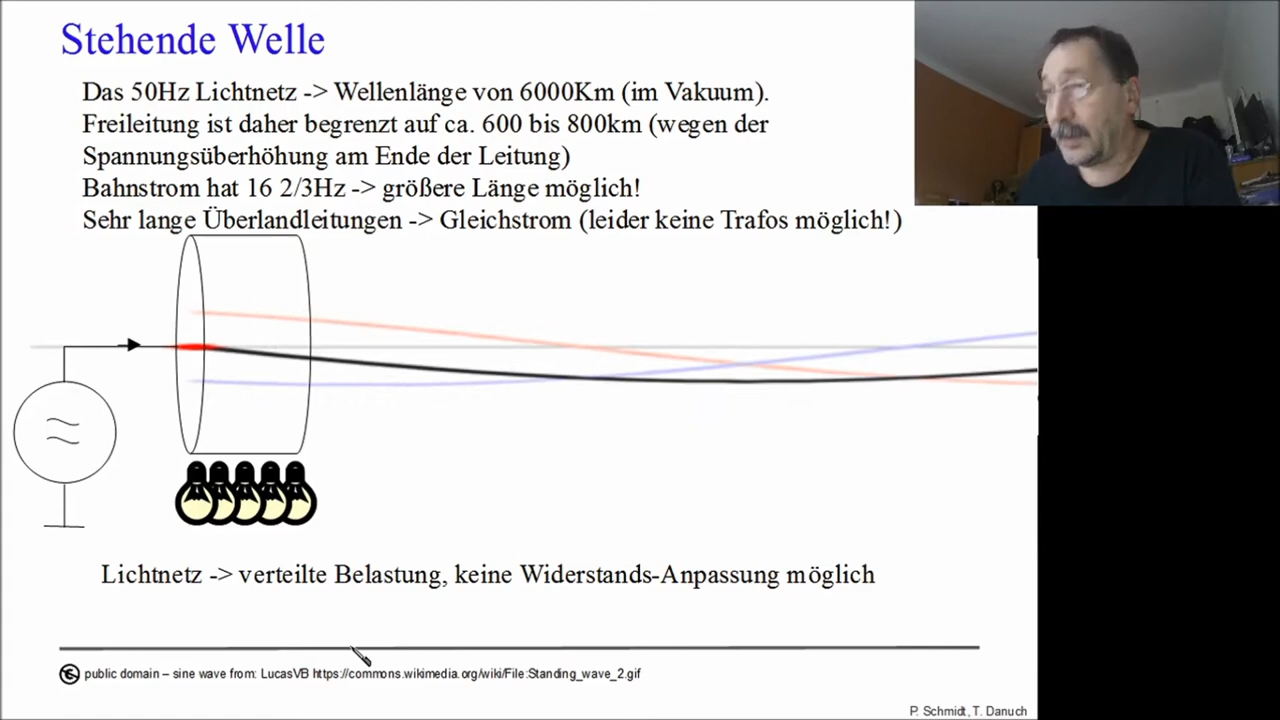 Stehende Welle
Das 50Hz Lichtnetz -> Wellenlänge von 6000Km (im Vakuum).
Freileitung ist daher begrenzt auf ca. 600 bis 800km (wegen der
Spannungsüberhöhung am Ende der Leitung)
Bahnstrom hat 16 2/3Hz -> größere Länge möglich!
Sehr lange Überlandleitungen -> Gleichstrom (leider keine Trafos möglich!)
Lichtnetz -> verteilte Belastung, keine Widerstands-Anpassung möglich
public domain – sine wave from: LucasVB https://commons.wikimedia.org/wiki/File:Standing_wave_2.gif
P. Schmidt, T. Danuch